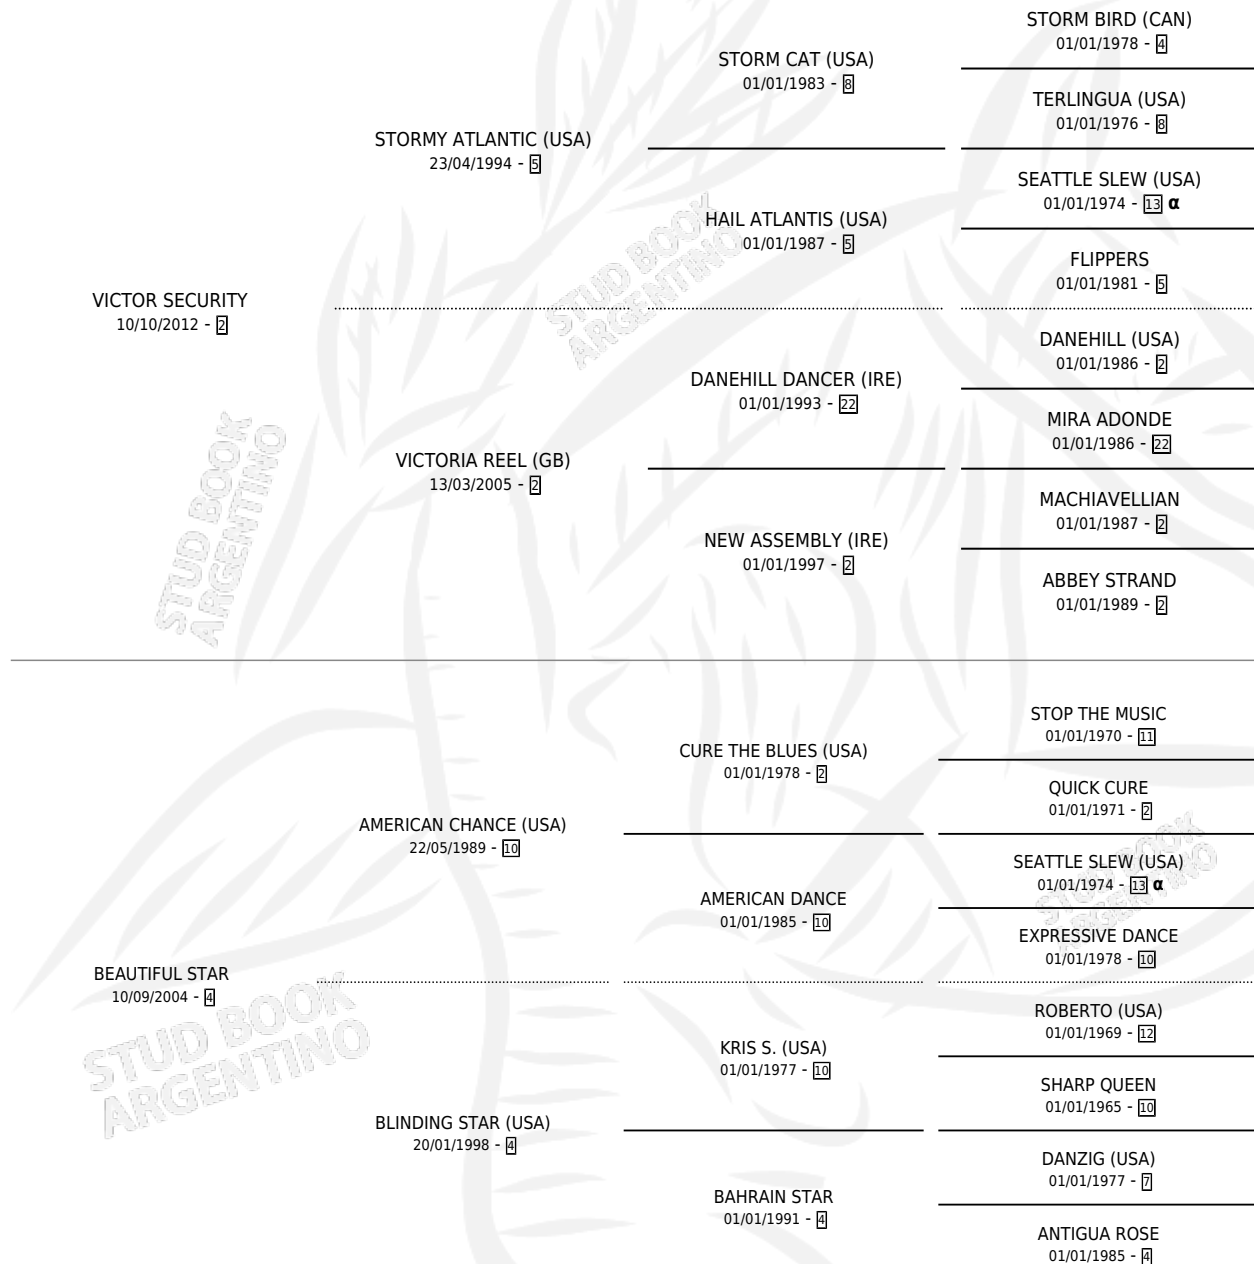 STORM BIRD (CAN)
01/01/1978 - 4
STORM CAT (USA)
01/01/1983 - 8
TERLINGUA (USA)
01/01/1976 - 8
STORMY ATLANTIC (USA)
23/04/1994 - 5
SEATTLE SLEW (USA)
01/01/1974 - 13 α
HAIL ATLANTIS (USA)
01/01/1987 - 5
FLIPPERS
01/01/1981 - 5
VICTOR SECURITY
10/10/2012 - 2
DANEHILL (USA)
01/01/1986 - 2
DANEHILL DANCER (IRE)
01/01/1993 - 22
MIRA ADONDE
01/01/1986 - 22
VICTORIA REEL (GB)
13/03/2005 - 2
MACHIAVELLIAN
01/01/1987 - 2
NEW ASSEMBLY (IRE)
01/01/1997 - 2
ABBEY STRAND
01/01/1989 - 2
STUD BOOK
ARGENTINO
STUD BOOK
ARGENTINO
STOP THE MUSIC
01/01/1970 - 11
CURE THE BLUES (USA)
01/01/1978 - 2
QUICK CURE
01/01/1971 - 2
AMERICAN CHANCE (USA)
22/05/1989 - 10
SEATTLE SLEW (USA)
01/01/1974 - 13 α
AMERICAN DANCE
01/01/1985 - 10
EXPRESSIVE DANCE
01/01/1978 - 10
BEAUTIFUL STAR
10/09/2004 - 4
ROBERTO (USA)
01/01/1969 - 12
KRIS S. (USA)
01/01/1977 - 10
SHARP QUEEN
01/01/1965 - 10
BLINDING STAR (USA)
20/01/1998 - 4
DANZIG (USA)
01/01/1977 - 7
BAHRAIN STAR
01/01/1991 - 4
ANTIGUA ROSE
01/01/1985 - 4
STUD BOOK
ARGENTINO
STUD BOOK
ARGENTINO